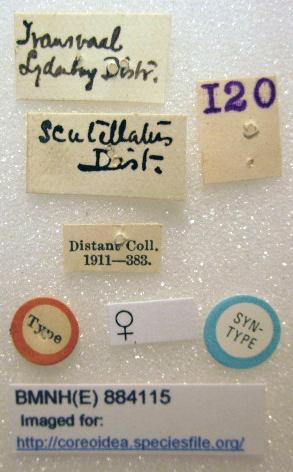 Transvaal
Lydenburg Distr.
I20
scutellatus
Dist.
Distant Coll.
1911—383.
Type
♀
SYN-
TYPE
BMNH(E) 884115
Imaged for:
http://coreoidea.speciesfile.org/